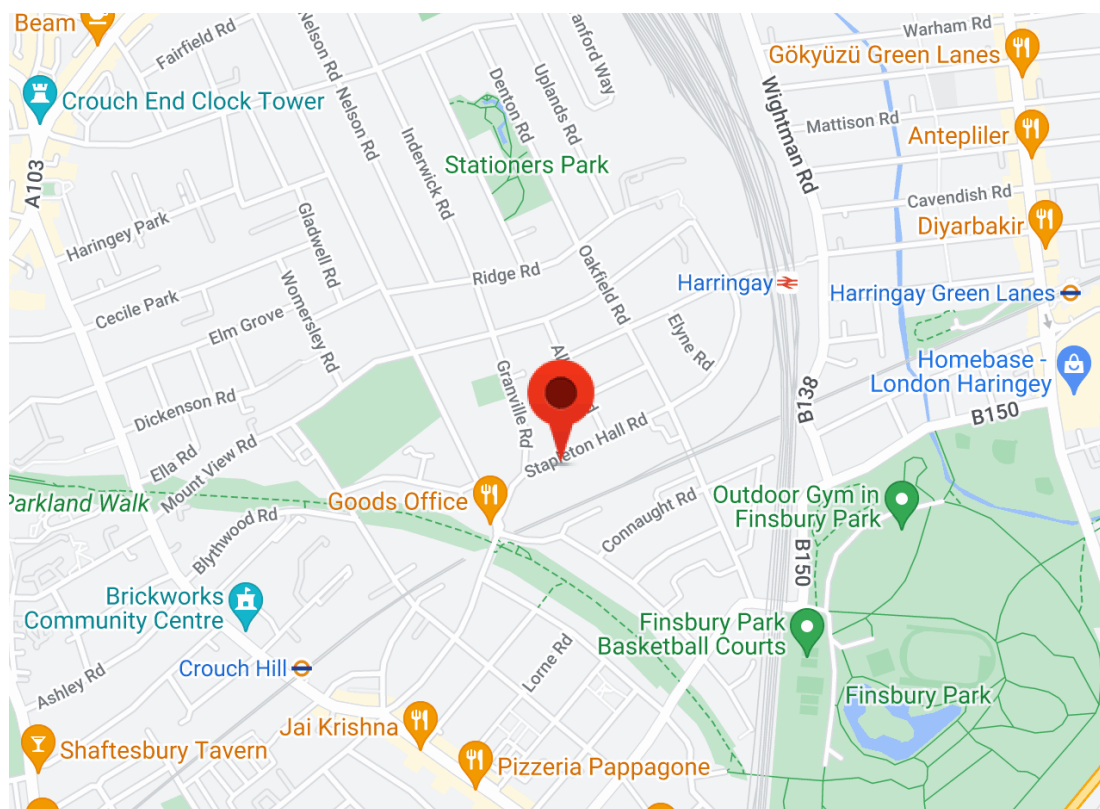 Beam
Fairfield Rd
Nelson Rd
Nelson Rd
Denton Rd
Uplands Rd
anford Way
Warham Rd
Gökyüzü Green Lanes
Crouch End Clock Tower
Wightman Rd
Mattison Rd
Antepliler
A103
Inderwick Rd
Stationers Park
Cavendish Rd
Diyarbakir
Haringey Park
Gladwell Rd
Ridge Rd
Oakfield Rd
Harringay
Harringay Green Lanes
Cecile Park
Womersley Rd
Elm Grove
Elyne Rd
Homebase -
London Haringey
Granville Rd
B138
B150
Dickenson Rd
Stapleton Hall Rd
Ella Rd
Mount View Rd
Parkland Walk
Goods Office
Outdoor Gym in
Finsbury Park
Connaught Rd
Blythwood Rd
B150
Brickworks
Community Centre
Finsbury Park
Basketball Courts
Crouch Hill
Lorne Rd
Ashley Rd
Finsbury Park
Jai Krishna
Shaftesbury Tavern
Pizzeria Pappagone